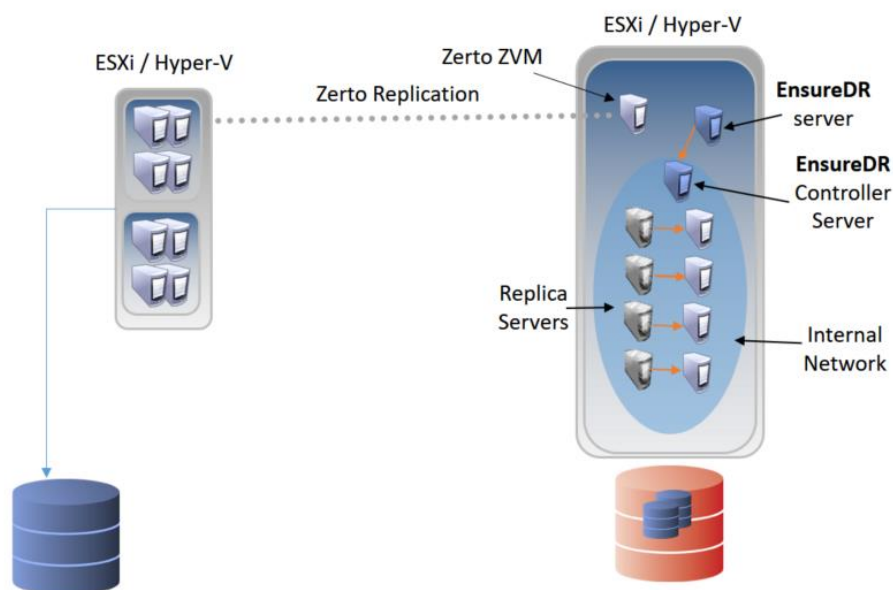 ESXi / Hyper-V
ESXi / Hyper-V
Zerto ZVM
Zerto Replication
EnsureDR
server
EnsureDR
Controller
Server
Replica
Servers
Internal
Network